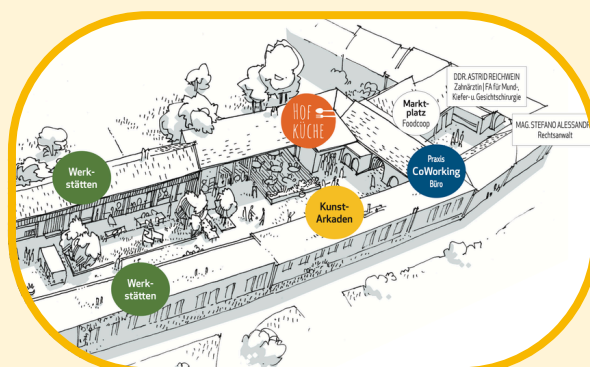 DDR. ASTRID REICHWEIN
Zahnärztin | FA für Mund-,
Kiefer- u. Gesichtschirurgie
MAG. STEFANO ALESSANDR
Rechtsanwalt
Markt-
platz
Foodcoop
HOF
KÜCHE
Praxis
CoWorking
Büro
Werk-
stätten
Kunst-
Arkaden
Werk-
stätten